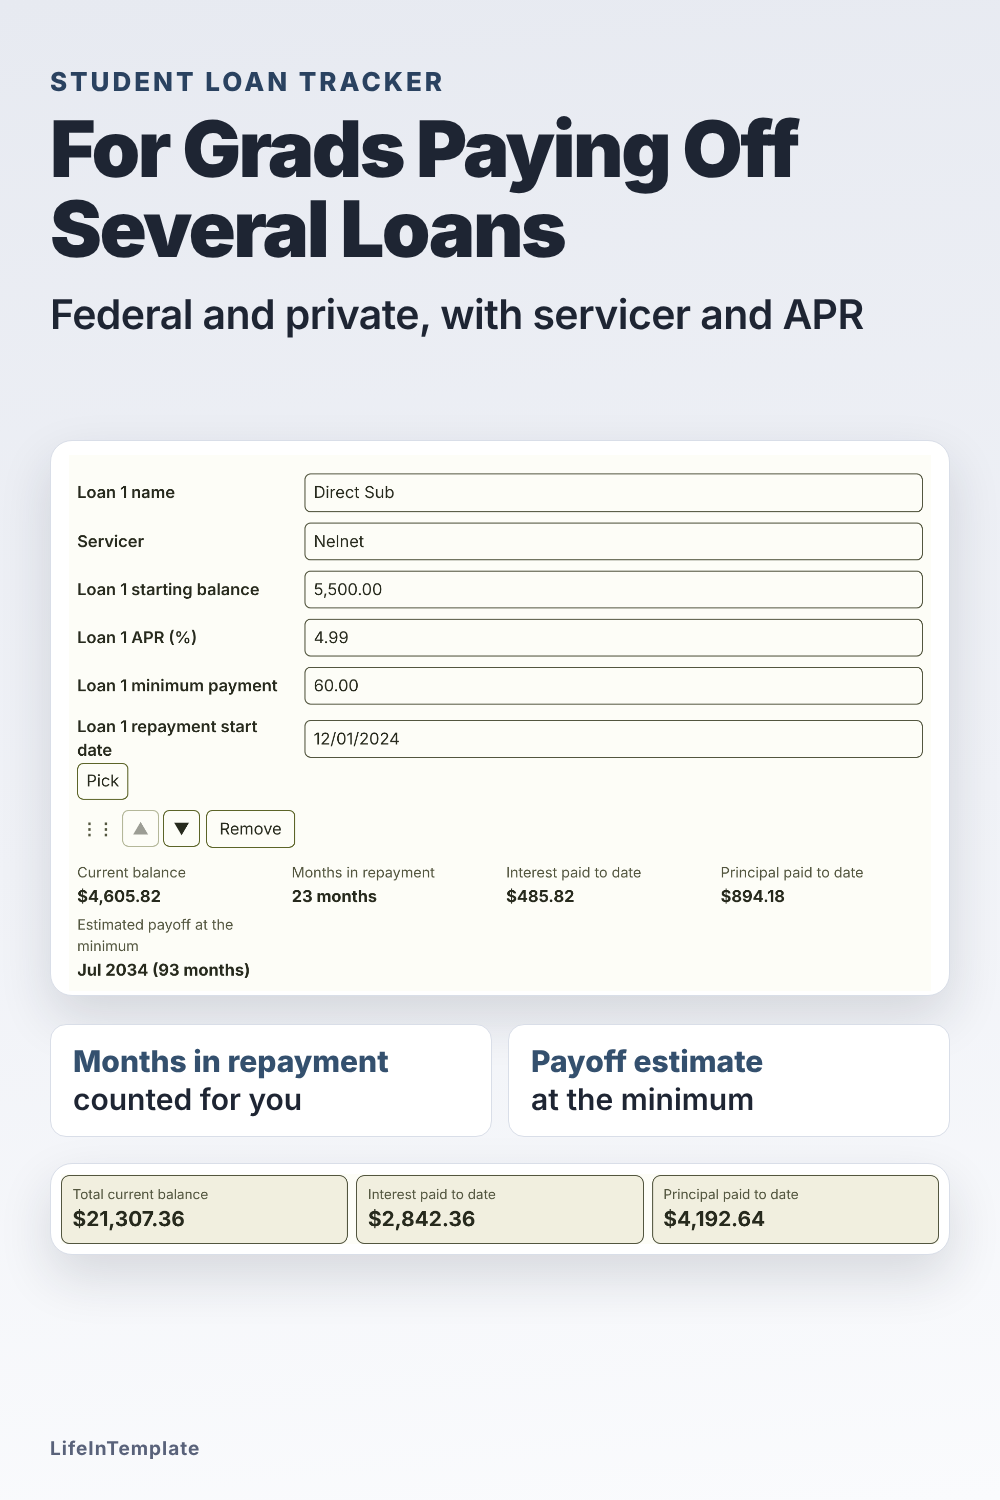 STUDENT LOAN TRACKER
For Grads Paying Off
Several Loans
Federal and private, with servicer and APR
Loan 1 name
Direct Sub
Servicer
Nelnet
Loan 1 starting balance
5,500.00
Loan 1 APR (%)
4.99
Loan 1 minimum payment
60.00
Loan 1 repayment start
date
12/01/2024
Pick
Remove
Current balance
$4,605.82
Months in repayment
23 months
Interest paid to date
$485.82
Principal paid to date
$894.18
Estimated payoff at the
minimum
Jul 2034 (93 months)
Months in repayment
counted for you
Payoff estimate
at the minimum
Total current balance
$21,307.36
Interest paid to date
$2,842.36
Principal paid to date
$4,192.64
LifeInTemplate